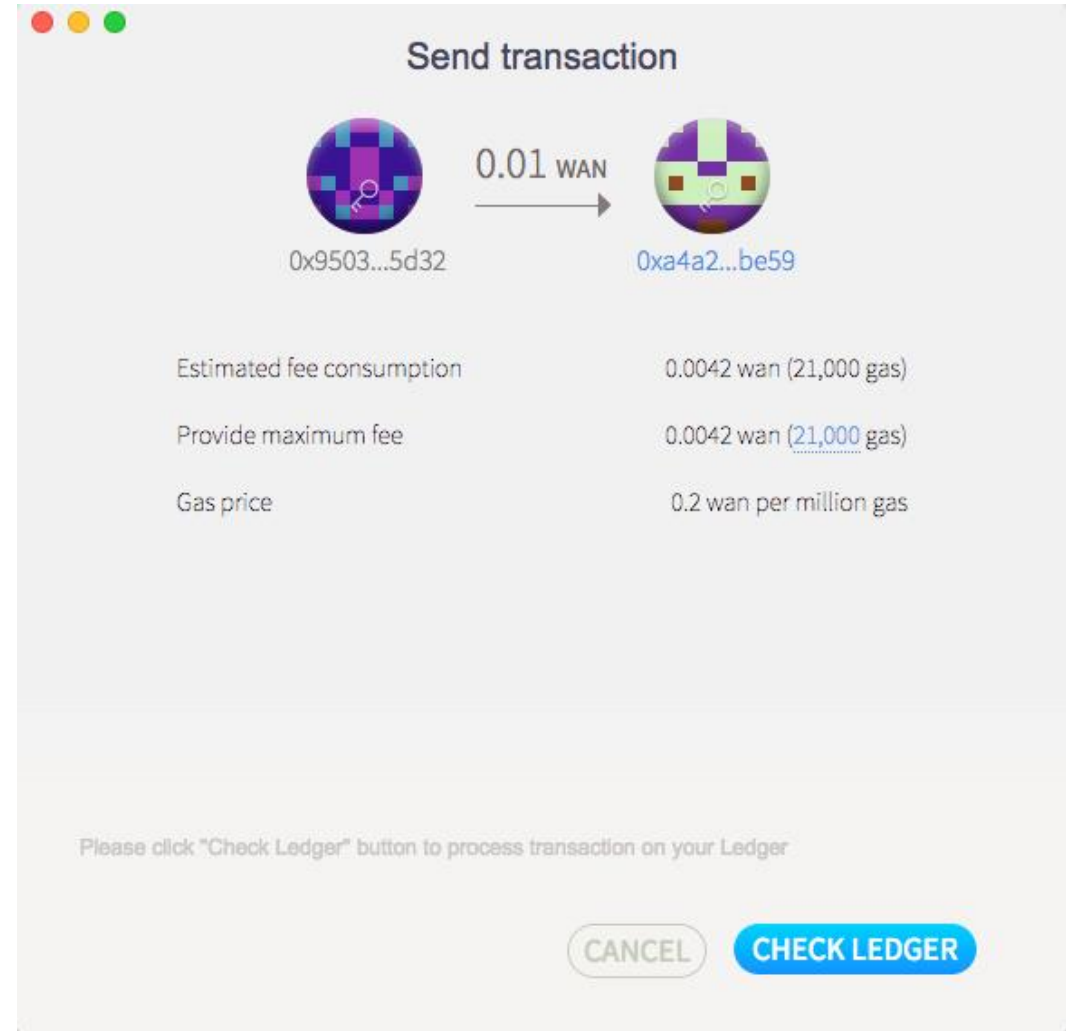 Send transaction
0.01 WAN
0x9503...5d32
0xa4a2...be59
Estimated fee consumption 0.0042 wan (21,000 gas)
Provide maximum fee 0.0042 wan (21,000 gas)
Gas price 0.2 wan per million gas
Please click "Check Ledger" button to process transaction on your Ledger
CANCEL CHECK LEDGER